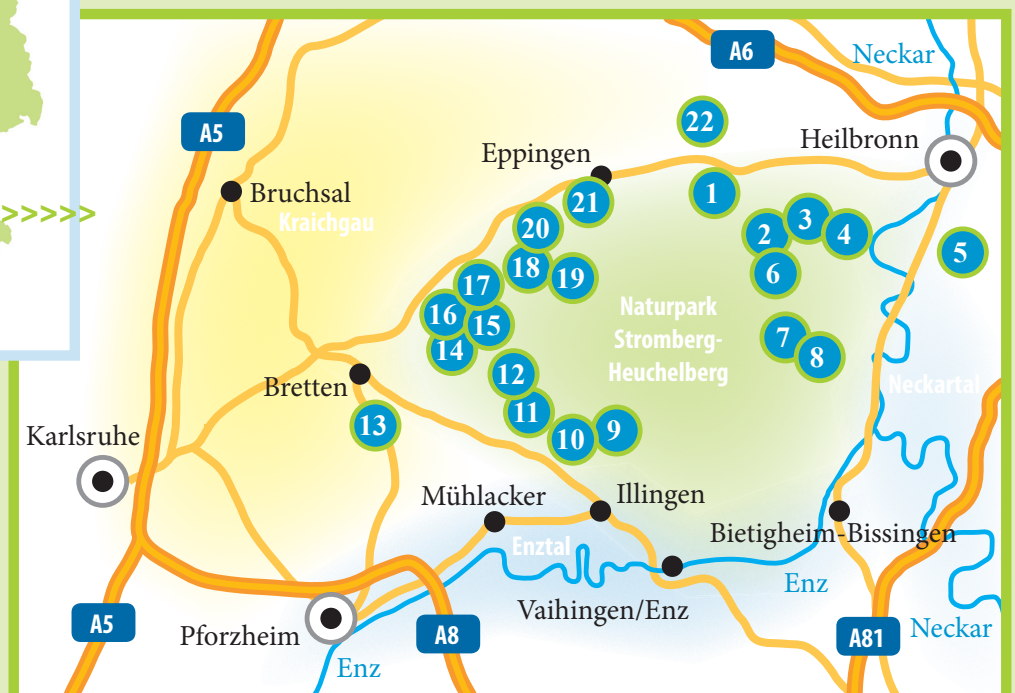 A6
Neckar
A5
22
Heilbronn
Eppingen
Bruchsal
1
>>>>>
Kraichgau
21
3
20
2
4
5
18
19
6
17
16
15
Naturpark
Stromberg-
Heuchelberg
7
14
8
12
Bretten
Neckartal
11
13
10
9
Karlsruhe
Mühlacker
Illingen
Bietigheim-Bissingen
Enztal
Enz
Vaihingen/Enz
A5
Pforzheim
A8
A81
Neckar
Enz